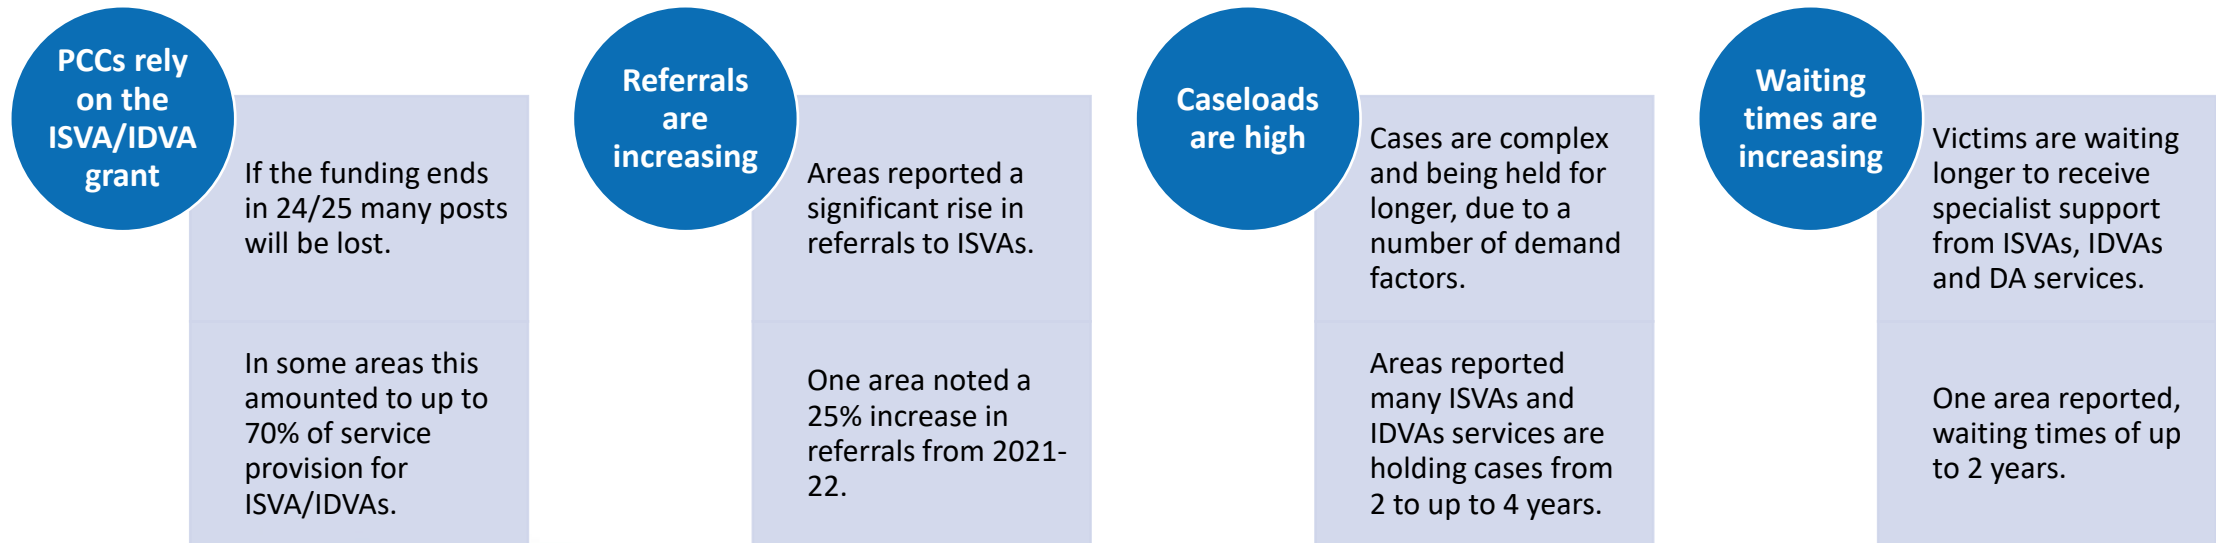 PCCs rely
on the
ISVA/IDVA
grant
If the funding ends
in 24/25 many posts
will be lost.
In some areas this
amounted to up to
70% of service
provision for
ISVA/IDVAs.
Referrals
are
increasing
Areas reported a
significant rise in
referrals to ISVAs.
One area noted a
25% increase in
referrals from 2021-
22.
Caseloads
are high
Cases are complex
and being held for
longer, due to a
number of demand
factors.
Areas reported
many ISVAs and
IDVAs services are
holding cases from
2 to up to 4 years.
Waiting
times are
increasing
Victims are waiting
longer to receive
specialist support
from ISVAs, IDVAs
and DA services.
One area reported,
waiting times of up
to 2 years.